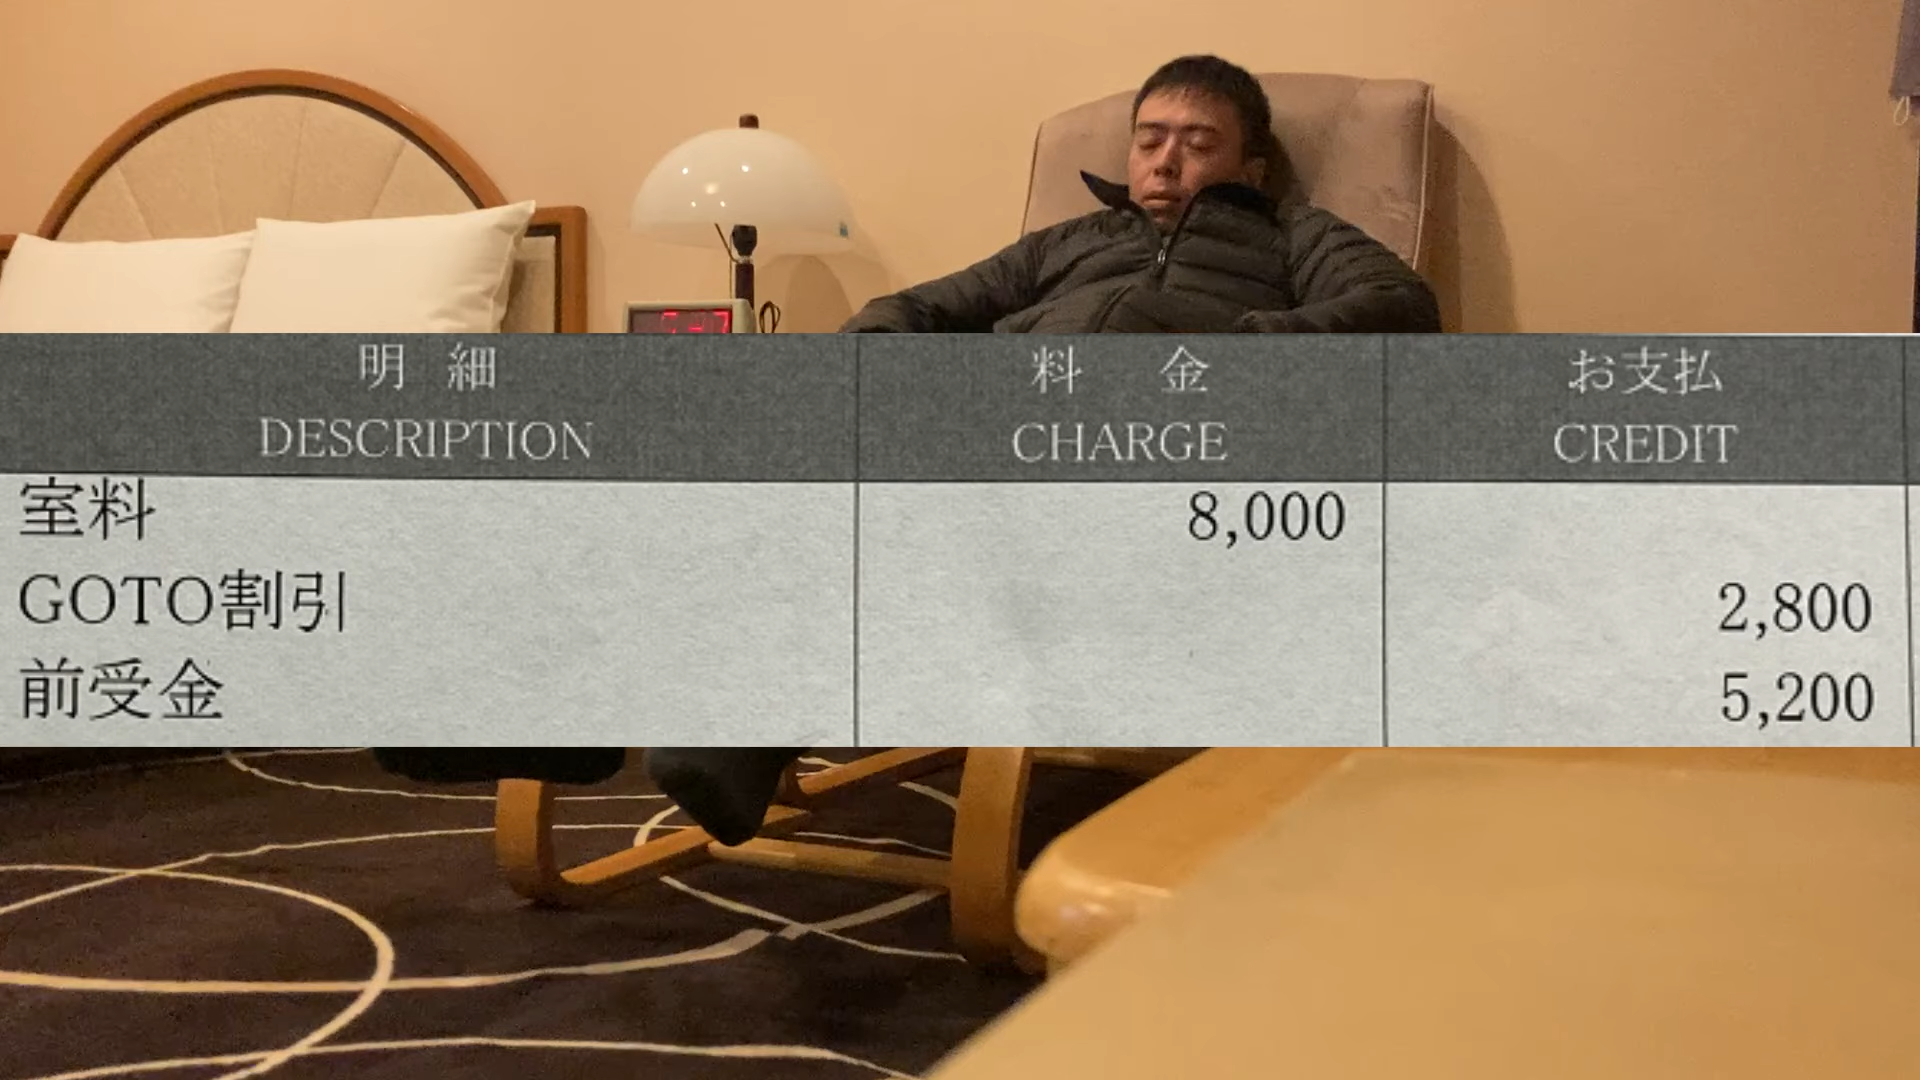 明 細 料 金 お支払
DESCRIPTION CHARGE CREDIT
室料 8,000
GOTO割引 2,800
前受金 5,200